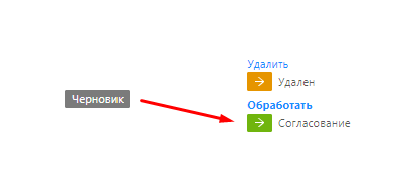 Удалить
Удален
Черновик
Обработать
Согласование